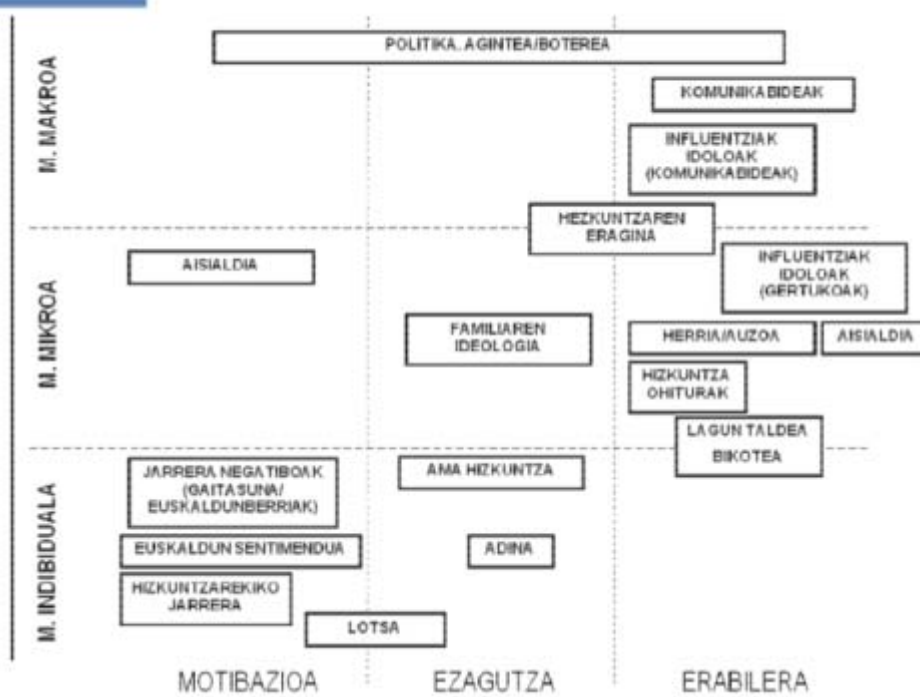 M. MAKROA
POLITIKA. AGINTEA/BOTEREA
KOMUNIKABIDEAK
INFLUENTZIAK
IDOLOAK
(KOMUNIKABIDEAK)
HEZKUNTZAREN
ERAGINA
M. MIKROA
AISIALDIA
INFLUENTZIAK
IDOLOAK
(GERTUKOAK)
FAMILIAREN
IDEOLOGIA
HERRIA/AUZOA
AISIALDIA
HIZKUNTZA
OHITURAK
LAGUN TALDEA
BIKOTEA
M. INDIBIDUALA
JARRERA NEGATIBOAK
(GAITASUNA/
EUSKALDUNBERRIAK)
AMA HIZKUNTZA
EUSKALDUN SENTIMENDUA
ADINA
HIZKUNTZAREKIKO
JARRERA
LOTSA
MOTIBAZIOA
EZAGUTZA
ERABILERA